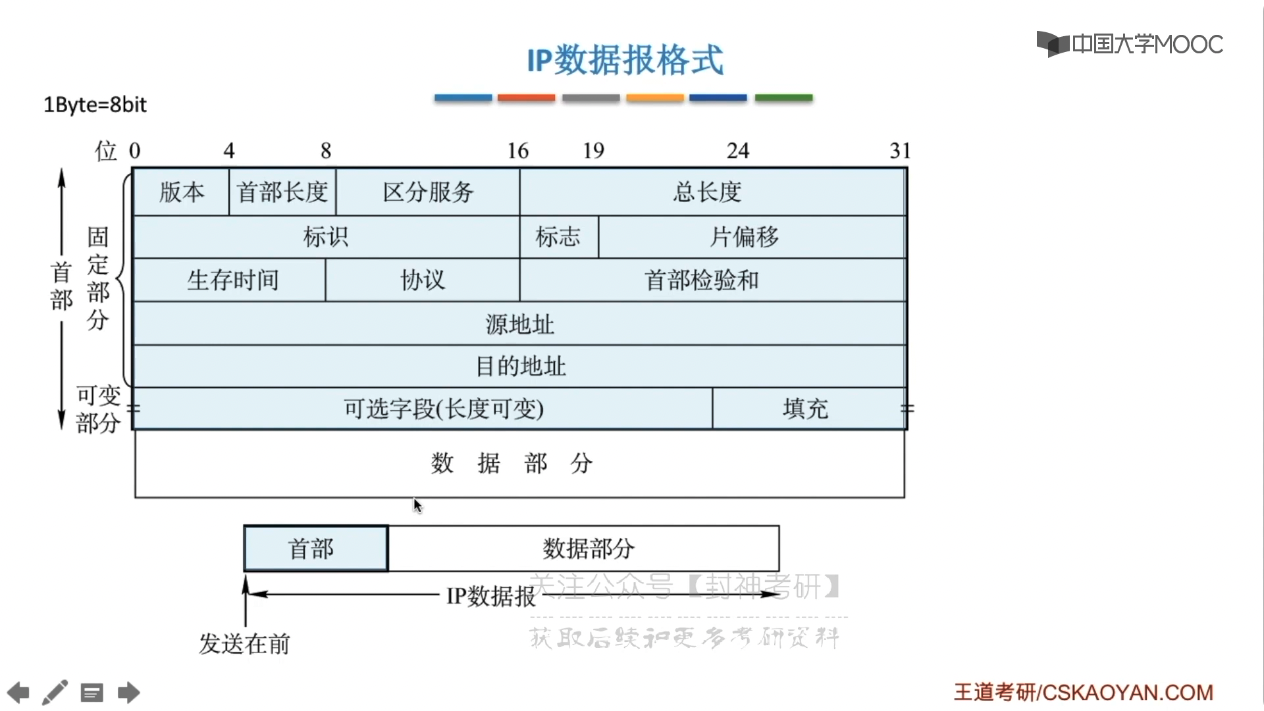 中国大学MOOC
IP数据报格式
1Byte=8bit
位 0 4 8 16 19 24 31
版本 首部长度 区分服务 总长度
标识 标志 片偏移
生存时间 协议 首部检验和
源地址
目的地址
可选字段(长度可变) 填充
首部
固定部分
可变
部分
数据部分
首部 数据部分
IP数据报
发送在前
关注公众号【封神考研】
获取后续和更多考研资料
王道考研/CSKAOYAN.COM